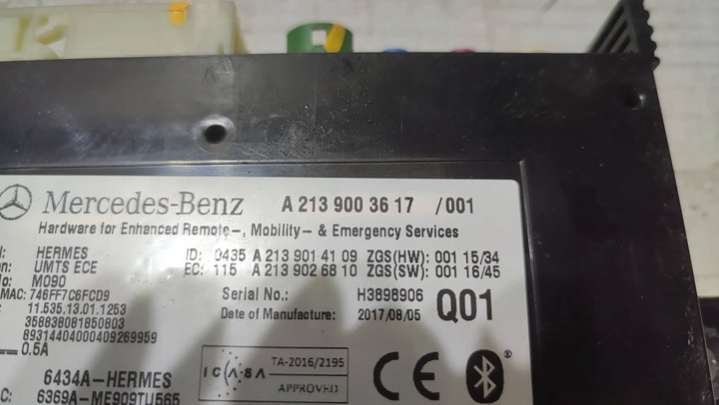 Mercedes-Benz A 213 900 36 17 /001
Hardware for Enhanced Remote-, Mobility- & Emergency Services
HERMES ID: 0435 A 213 901 41 09 ZGS(HW): 001 15/34
UMTS ECE EC: 115 A 213 902 68 10 ZGS(SW): 001 16/45
M090
MAC: 746FF7C6FCD9 Serial No.: H3898906 Q01
11.535.13.01.1253 Date of Manufacture: 2017/08/05
358838081850803
89314404000409269959
0.5A
ICASA TA-2016/2195
APPROVED
CE
6434A-HERMES
C: 6369A-ME909TU565